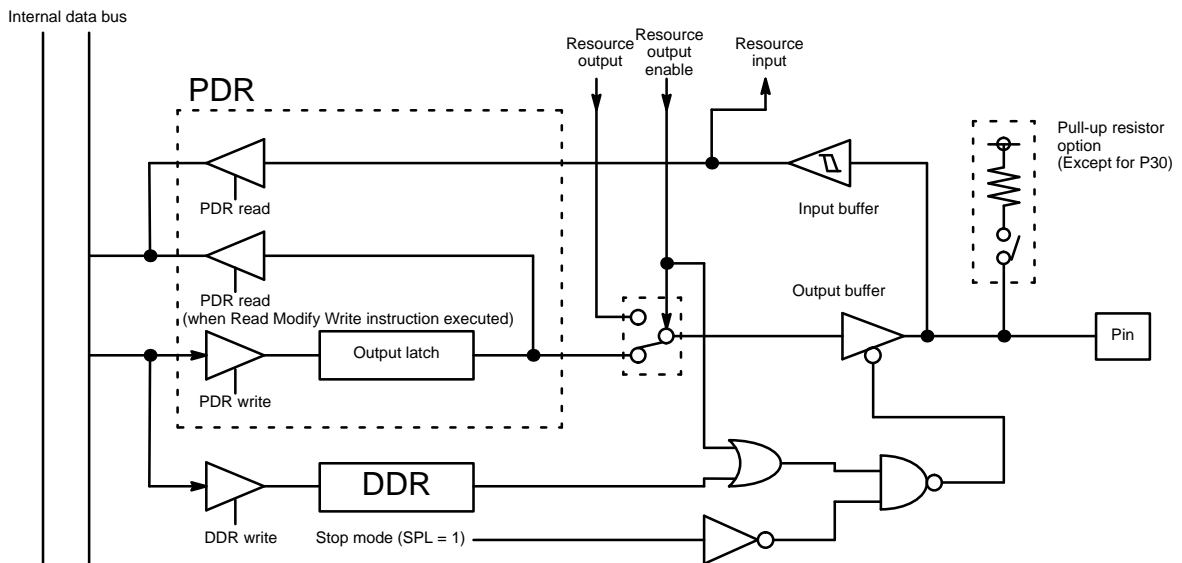 Internal data bus
Resource
output
Resource
output
enable
Resource
input
PDR
Pull-up resistor
option
(Except for P30)
PDR read
Input buffer
PDR read
(when Read Modify Write instruction executed)
Output buffer
Output latch
Pin
PDR write
DDR
DDR write
Stop mode (SPL = 1)